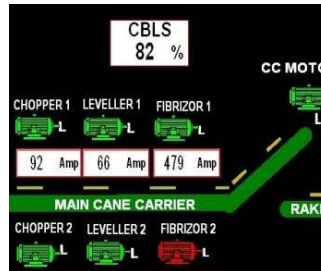 CBLS
82 %
CC MOTO
CHOPPER 1 LEVELLER 1 FIBRIZOR 1
L L L L
92 Amp 66 Amp 479 Amp
MAIN CANE CARRIER
RAK
CHOPPER 2 LEVELLER 2 FIBRIZOR 2
L L L